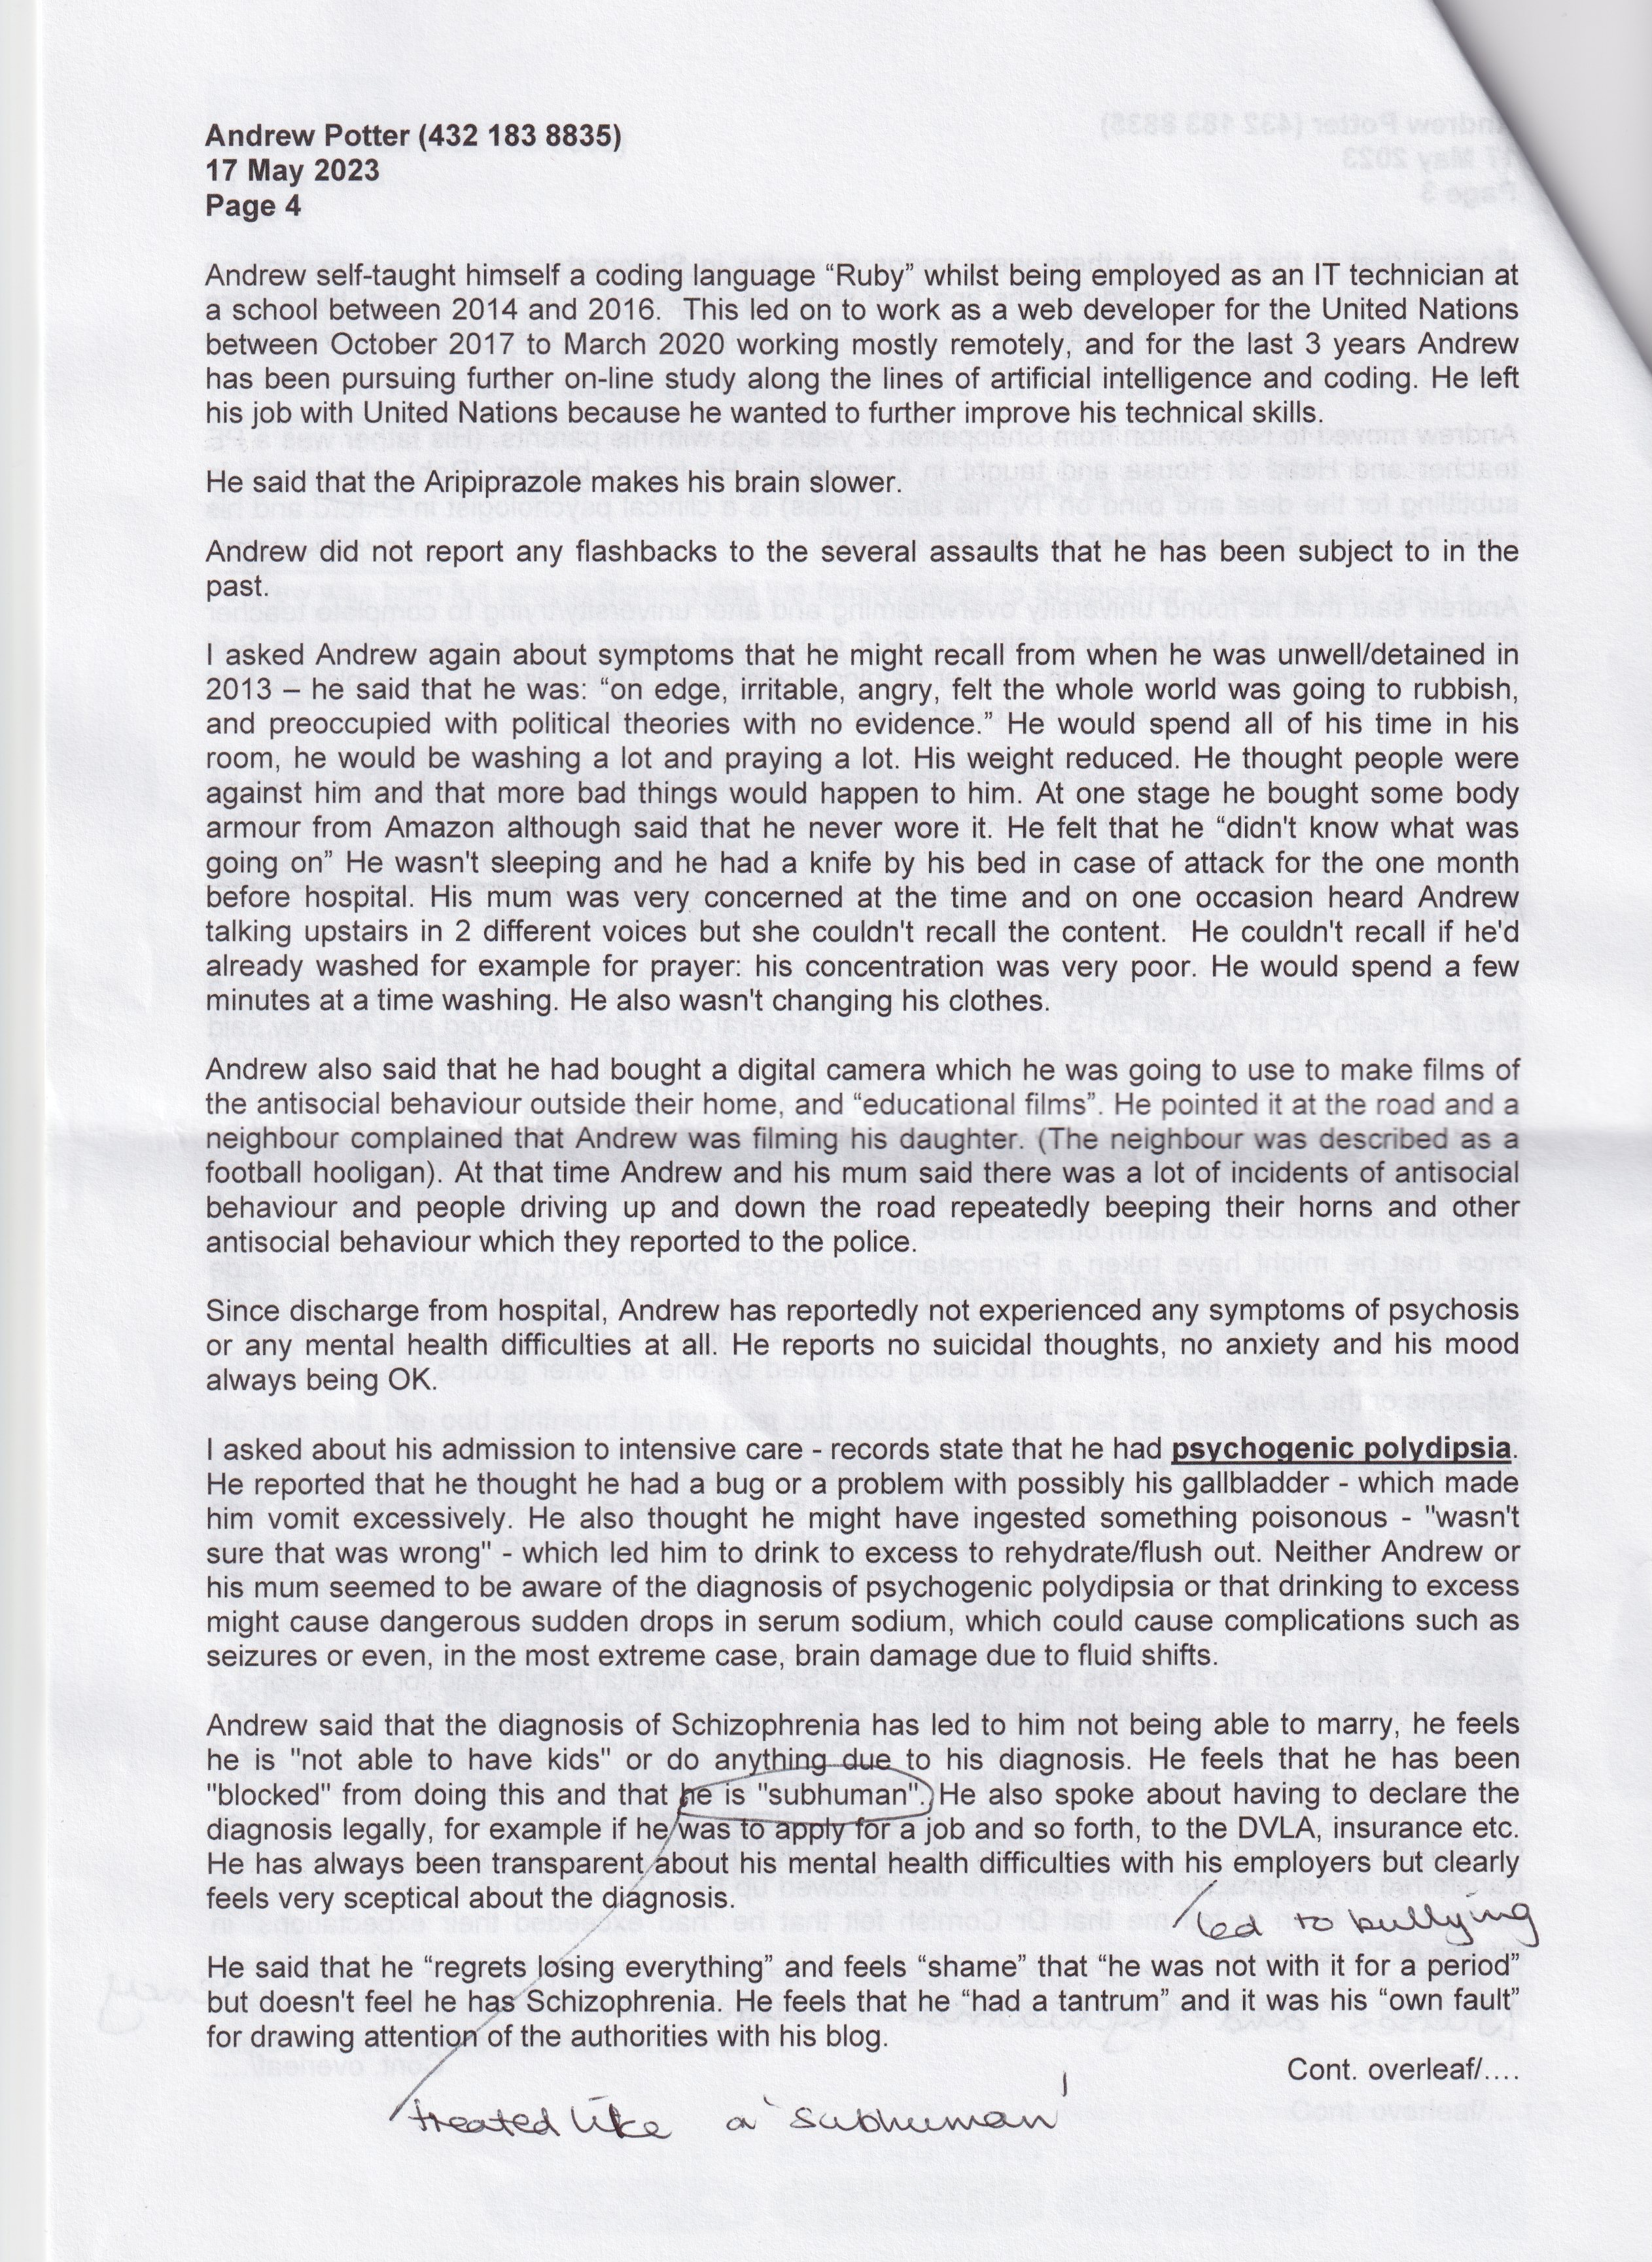 Andrew Potter (432 183 8835)
17 May 2023
Page 4
Andrew self-taught himself a coding language “Ruby” whilst being employed as an IT technician at
a school between 2014 and 2016.  This led on to work as a web developer for the United Nations
between October 2017 to March 2020 working mostly remotely, and for the last 3 years Andrew
has been pursuing further on-line study along the lines of artificial intelligence and coding. He left
his job with United Nations because he wanted to further improve his technical skills.
He said that the Aripiprazole makes his brain slower.
Andrew did not report any flashbacks to the several assaults that he has been subject to in the
past.
I asked Andrew again about symptoms that he might recall from when he was unwell/detained in
2013 – he said that he was: “on edge, irritable, angry, felt the whole world was going to rubbish,
and preoccupied with political theories with no evidence.” He would spend all of his time in his
room, he would be washing a lot and praying a lot. His weight reduced. He thought people were
against him and that more bad things would happen to him. At one stage he bought some body
armour from Amazon although said that he never wore it. He felt that he “didn't know what was
going on” He wasn't sleeping and he had a knife by his bed in case of attack for the one month
before hospital. His mum was very concerned at the time and on one occasion heard Andrew
talking upstairs in 2 different voices but she couldn't recall the content.  He couldn't recall if he'd
already washed for example for prayer: his concentration was very poor. He would spend a few
minutes at a time washing. He also wasn't changing his clothes.
Andrew also said that he had bought a digital camera which he was going to use to make films of
the antisocial behaviour outside their home, and “educational films”. He pointed it at the road and a
neighbour complained that Andrew was filming his daughter. (The neighbour was described as a
football hooligan). At that time Andrew and his mum said there was a lot of incidents of antisocial
behaviour and people driving up and down the road repeatedly beeping their horns and other
antisocial behaviour which they reported to the police.
Since discharge from hospital, Andrew has reportedly not experienced any symptoms of psychosis
or any mental health difficulties at all. He reports no suicidal thoughts, no anxiety and his mood
always being OK.
I asked about his admission to intensive care - records state that he had psychogenic polydipsia.
He reported that he thought he had a bug or a problem with possibly his gallbladder - which made
him vomit excessively. He also thought he might have ingested something poisonous - "wasn't
sure that was wrong" - which led him to drink to excess to rehydrate/flush out. Neither Andrew or
his mum seemed to be aware of the diagnosis of psychogenic polydipsia or that drinking to excess
might cause dangerous sudden drops in serum sodium, which could cause complications such as
seizures or even, in the most extreme case, brain damage due to fluid shifts.
Andrew said that the diagnosis of Schizophrenia has led to him not being able to marry, he feels
he is "not able to have kids" or do anything due to his diagnosis. He feels that he has been
"blocked" from doing this and that he is "subhuman". He also spoke about having to declare the
diagnosis legally, for example if he was to apply for a job and so forth, to the DVLA, insurance etc.
He has always been transparent about his mental health difficulties with his employers but clearly
feels very sceptical about the diagnosis.
led to bullying
He said that he “regrets losing everything” and feels “shame” that “he was not with it for a period”
but doesn't feel he has Schizophrenia. He feels that he “had a tantrum” and it was his “own fault”
for drawing attention of the authorities with his blog.
Cont. overleaf/....
treated like a 'subhuman'